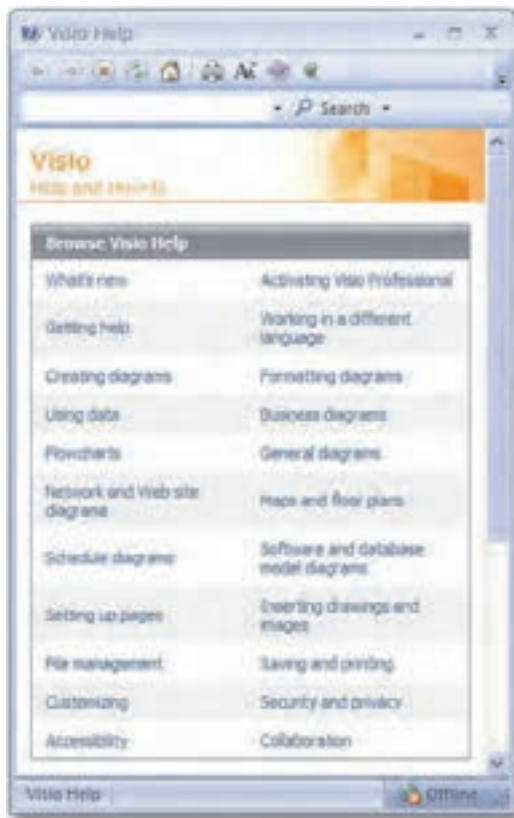 Visio Help
Search
Visio
Help and How-to
Browse Visio Help
What's new
Activating Visio Professional
Getting help
Working in a different
language
Creating diagrams
Formatting diagrams
Using data
Business diagrams
Flowcharts
General diagrams
Network and Web site
diagrams
Maps and floor plans
Schedule diagrams
Software and database
model diagrams
Setting up pages
Inserting drawings and
images
File management
Saving and printing
Customizing
Security and privacy
Accessibility
Collaboration
Visio Help
Offline